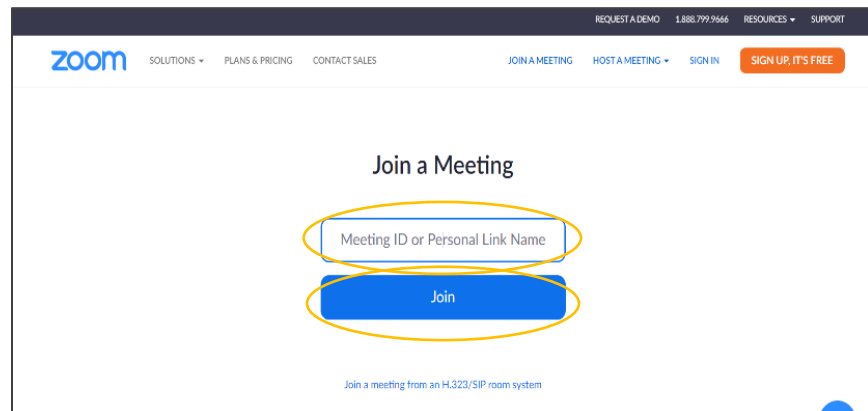 REQUEST A DEMO 1.888.799.9666 RESOURCES SUPPORT
zoom SOLUTIONS PLANS & PRICING CONTACT SALES JOIN A MEETING HOST A MEETING SIGN IN SIGN UP, IT'S FREE
Join a Meeting
Meeting ID or Personal Link Name
Join
Join a meeting from an H.323/SIP room system